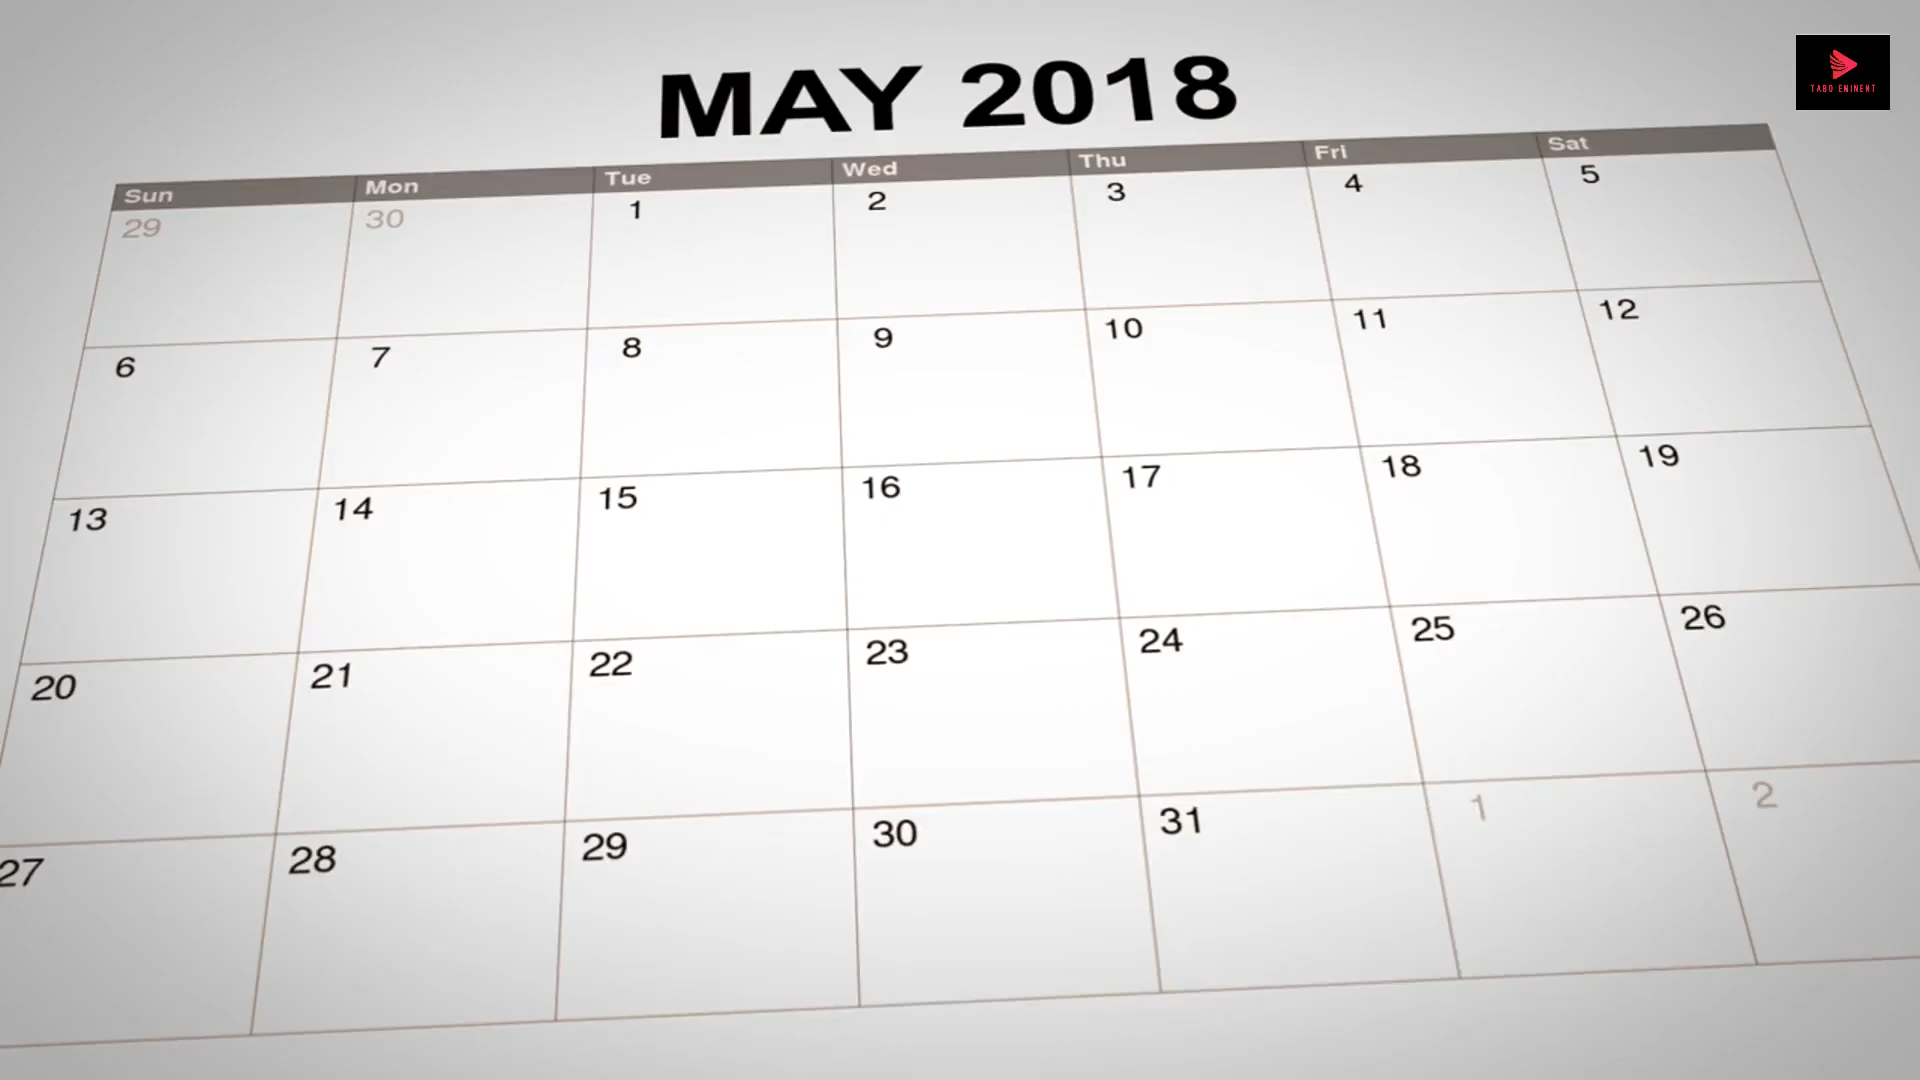 MAY 2018
TABO EMINENT
Sun Mon Tue Wed Thu Fri Sat
29 30 1 2 3 4 5
6 7 8 9 10 11 12
13 14 15 16 17 18 19
20 21 22 23 24 25 26
27 28 29 30 31 1 2